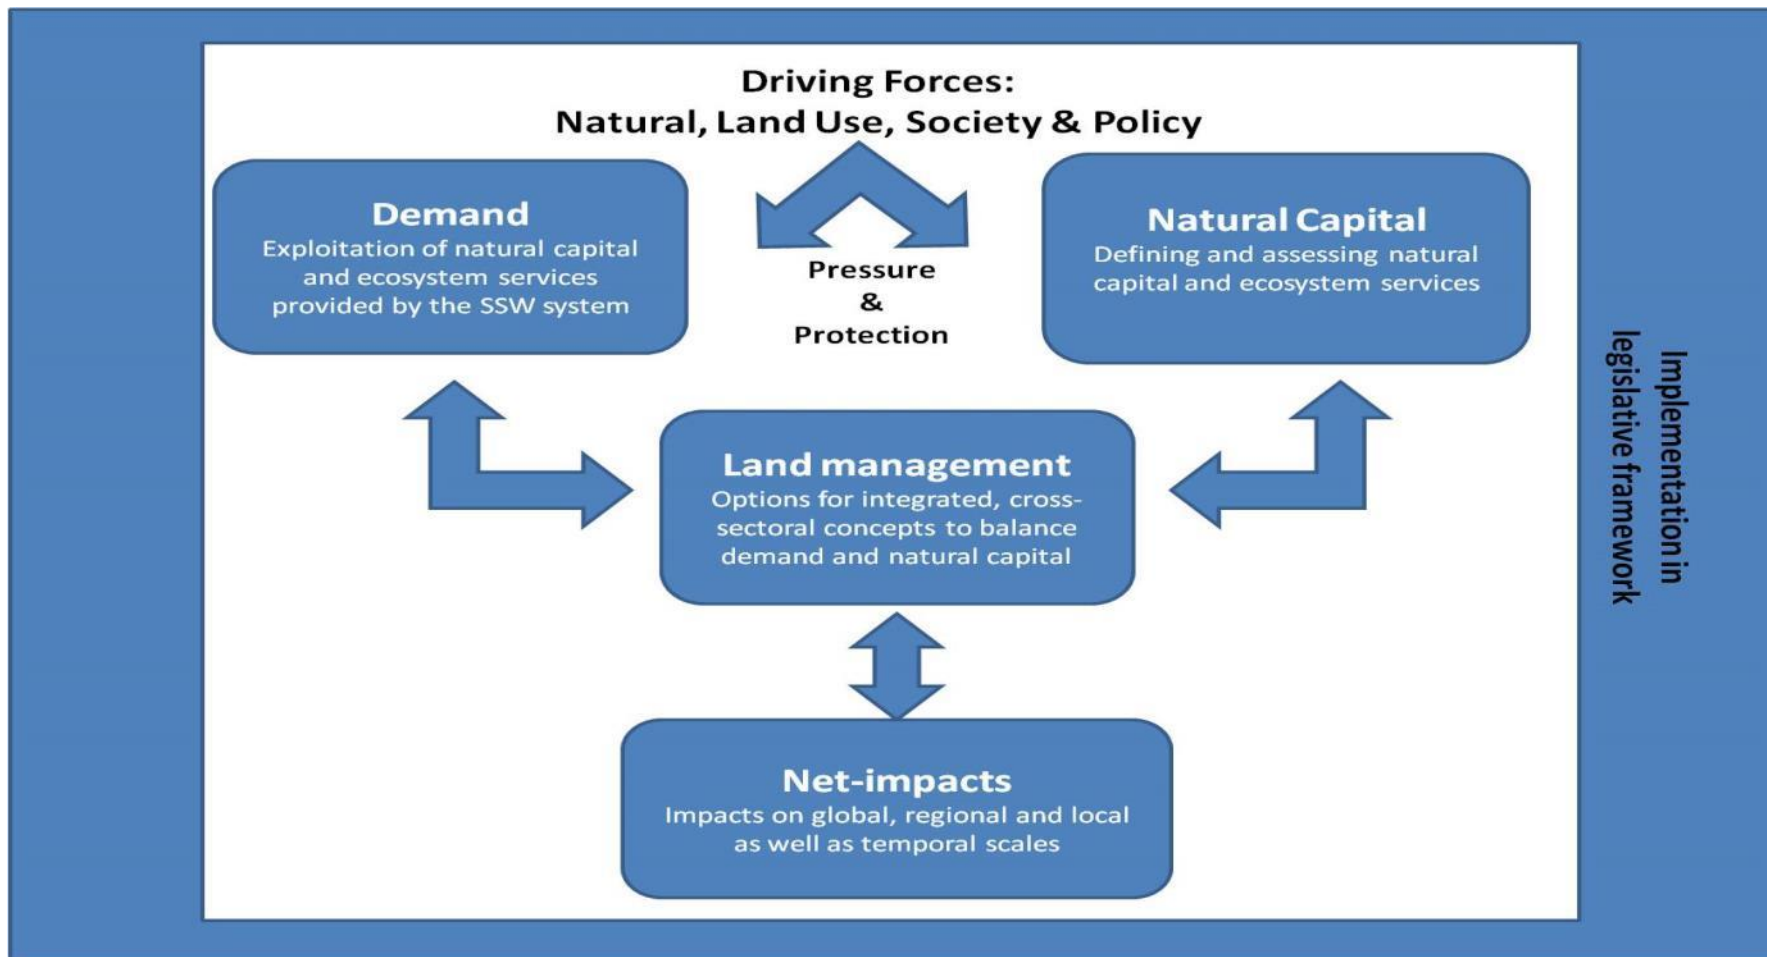 Driving Forces:
Natural, Land Use, Society & Policy
Demand
Exploitation of natural capital
and ecosystem services
provided by the SSW system
Pressure
&
Protection
Natural Capital
Defining and assessing natural
capital and ecosystem services
Land management
Options for integrated, cross-
sectoral concepts to balance
demand and natural capital
Net-impacts
Impacts on global, regional and local
as well as temporal scales
Implementation in
legislative framework